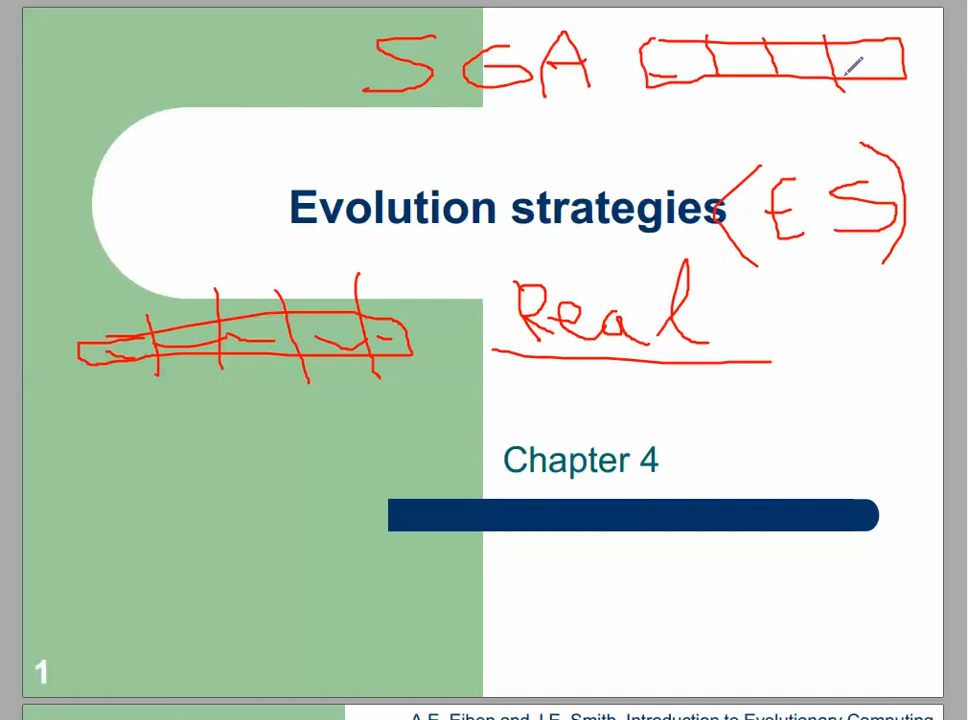 SGA
Evolution strategies (ES)
Real
Chapter 4
1
A.E. Eiben and J.E. Smith, Introduction to Evolutionary Computing